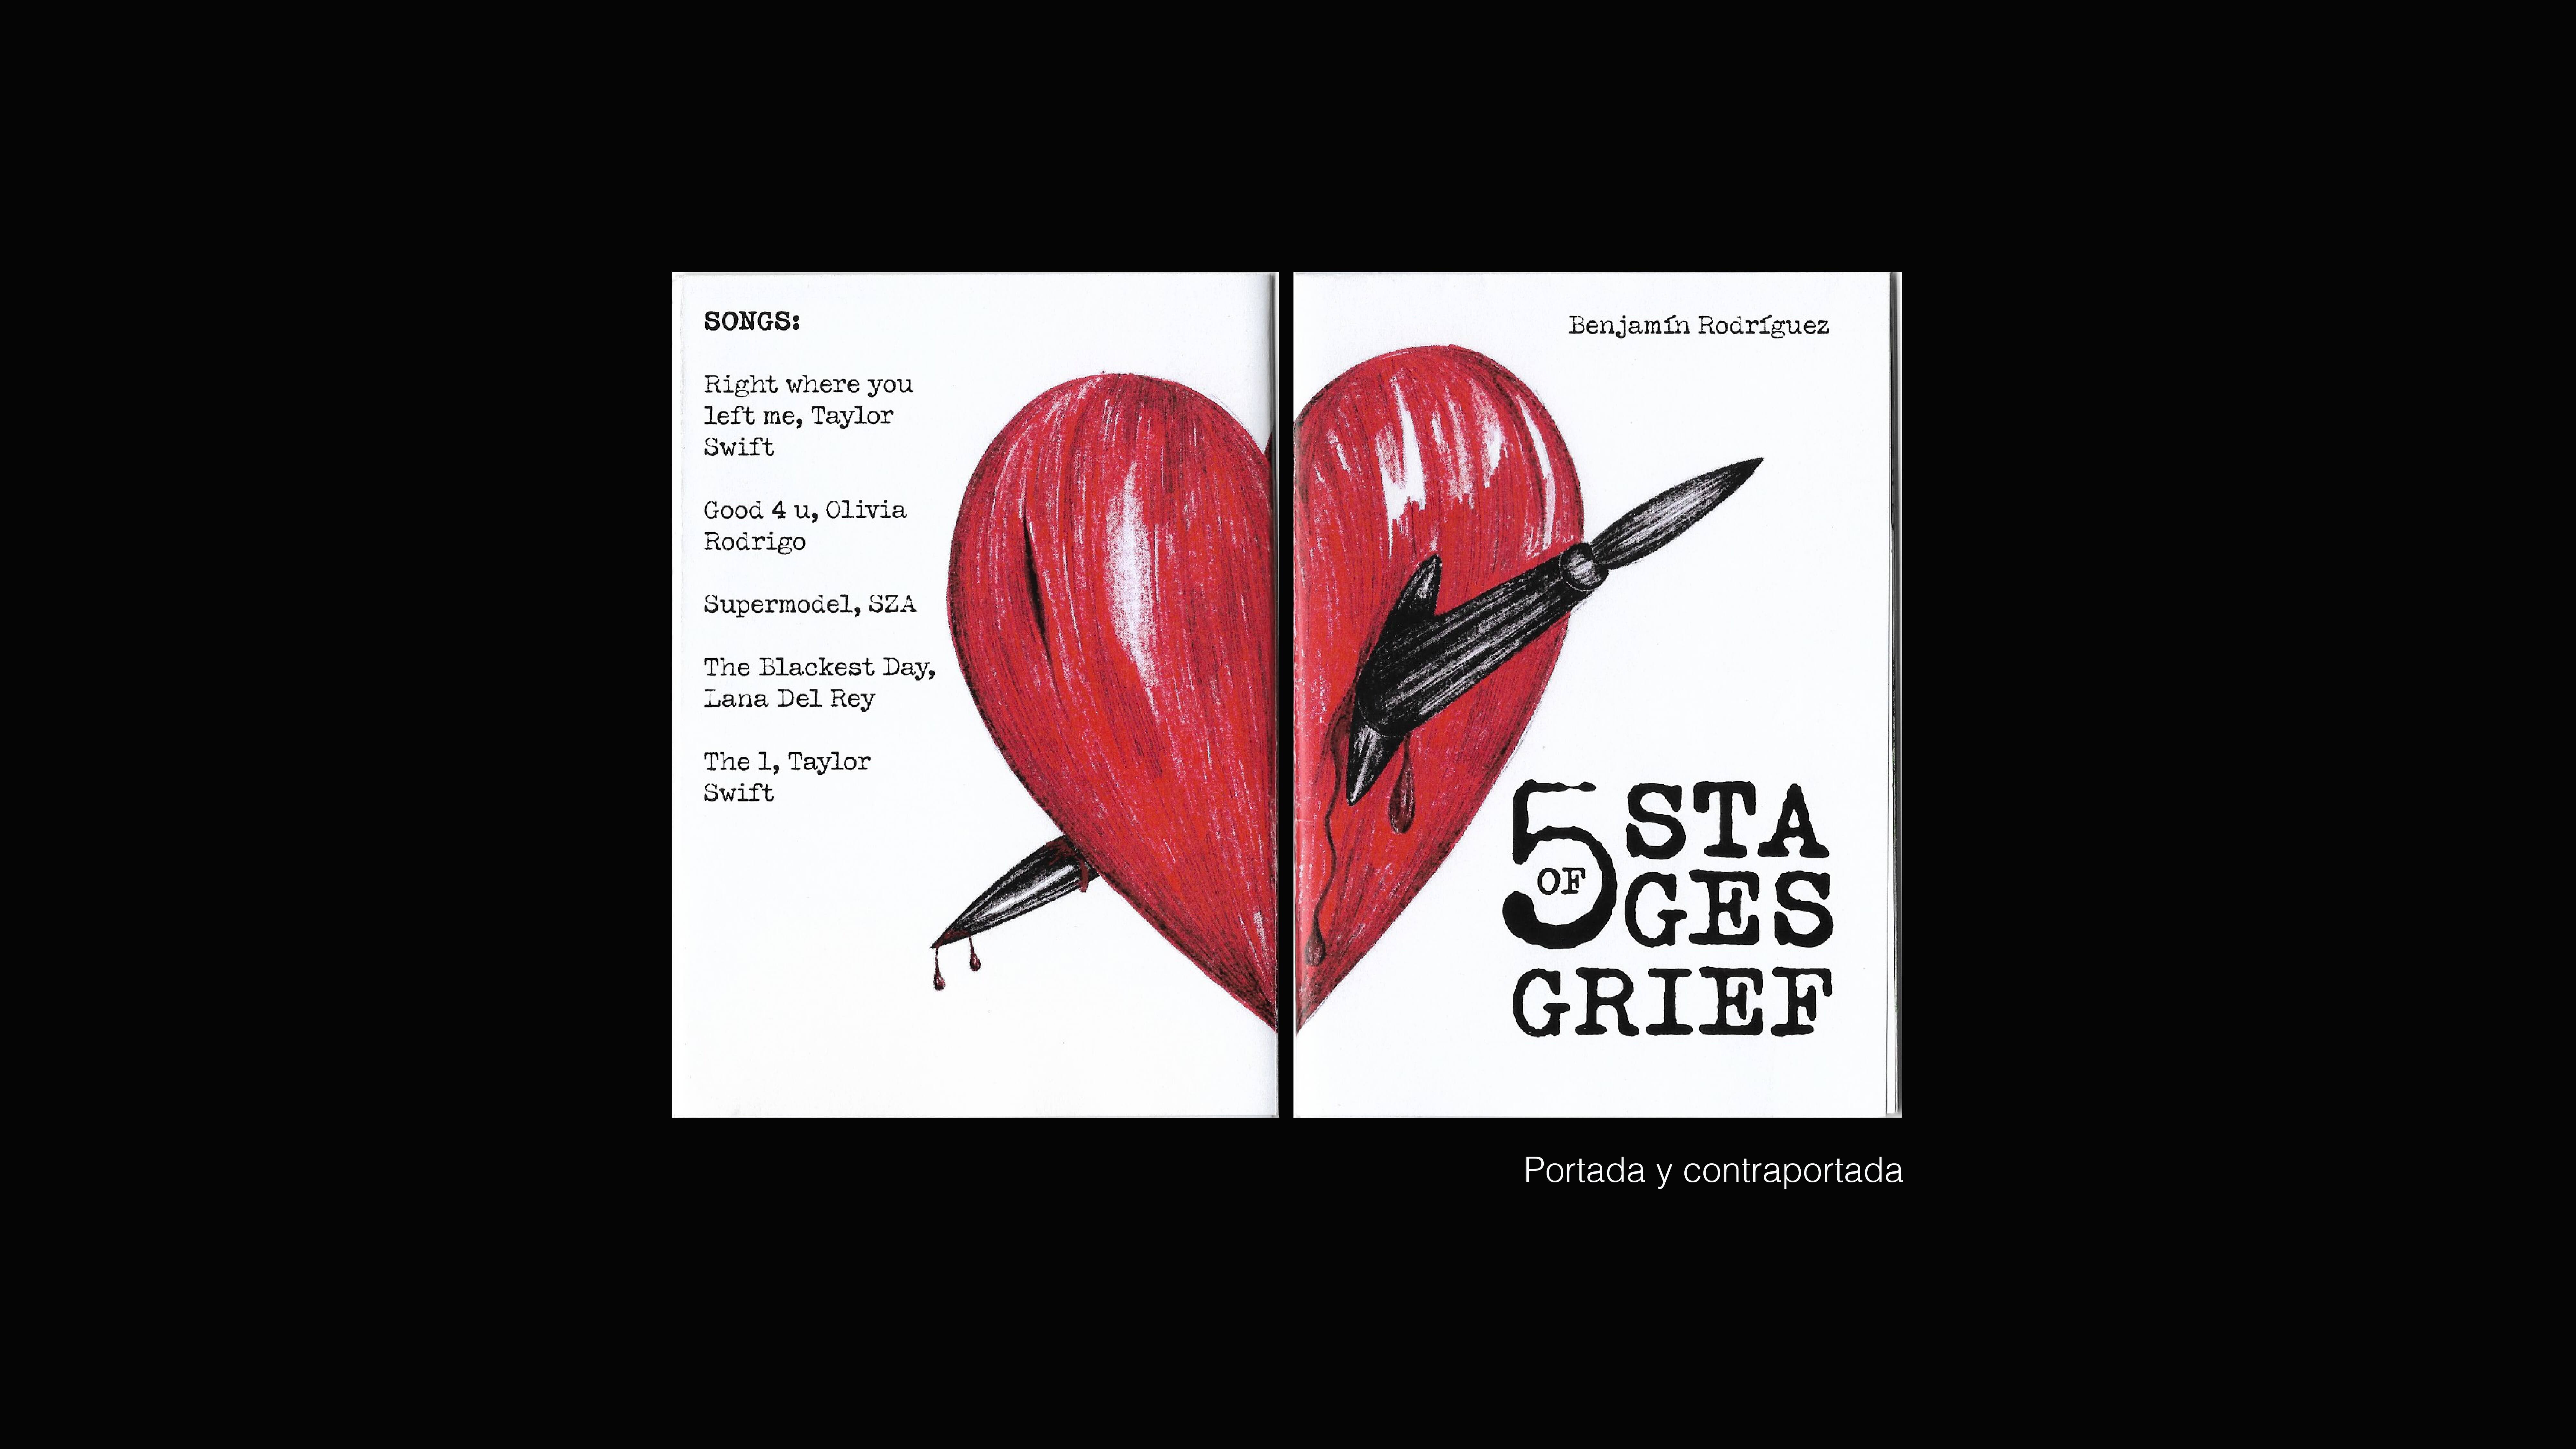 SONGS:
Right where you
left me, Taylor
Swift
Good 4 u, Olivia
Rodrigo
Supermodel, SZA
The Blackest Day,
Lana Del Rey
The 1, Taylor
Swift
Benjamín Rodríguez
5 STA
OF GES
GRIEF
Portada y contraportada